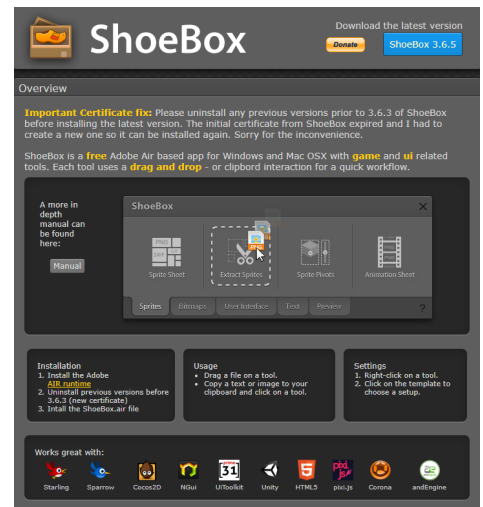 ShoeBox
Download the latest version
Donate
ShoeBox 3.6.5
Overview
Important Certificate fix: Please uninstall any previous versions prior to 3.6.3 of ShoeBox
before installing the latest version. The initial certificate from ShoeBox expired and I had to
create a new one so it can be installed again. Sorry for the inconvenience.
ShoeBox is a free Adobe Air based app for Windows and Mac OSX with game and ui related
tools. Each tool uses a drag and drop - or clipbord interaction for a quick workflow.
A more in
depth
manual can
be found
here:
Manual
ShoeBox
PNG
Sprite Sheet
Extract Sprites
Sprite Pivots
Animation Sheet
Sprites
Bitmaps
User Interface
Text
Preview
?
Installation
1. Install the Adobe
AIR runtime
2. Uninstall previous versions before
3.6.3 (new certificate)
3. Intall the ShoeBox.air file
Usage
• Drag a file on a tool.
• Copy a text or image to your
clipboard and click on a tool.
Settings
1. Right-click on a tool.
2. Click on the template to
choose a setup.
Works great with:
31
5
pixi
js
Starling
Sparrow
Cocos2D
NGui
UIToolkit
Unity
HTML5
pixi.js
Corona
andEngine